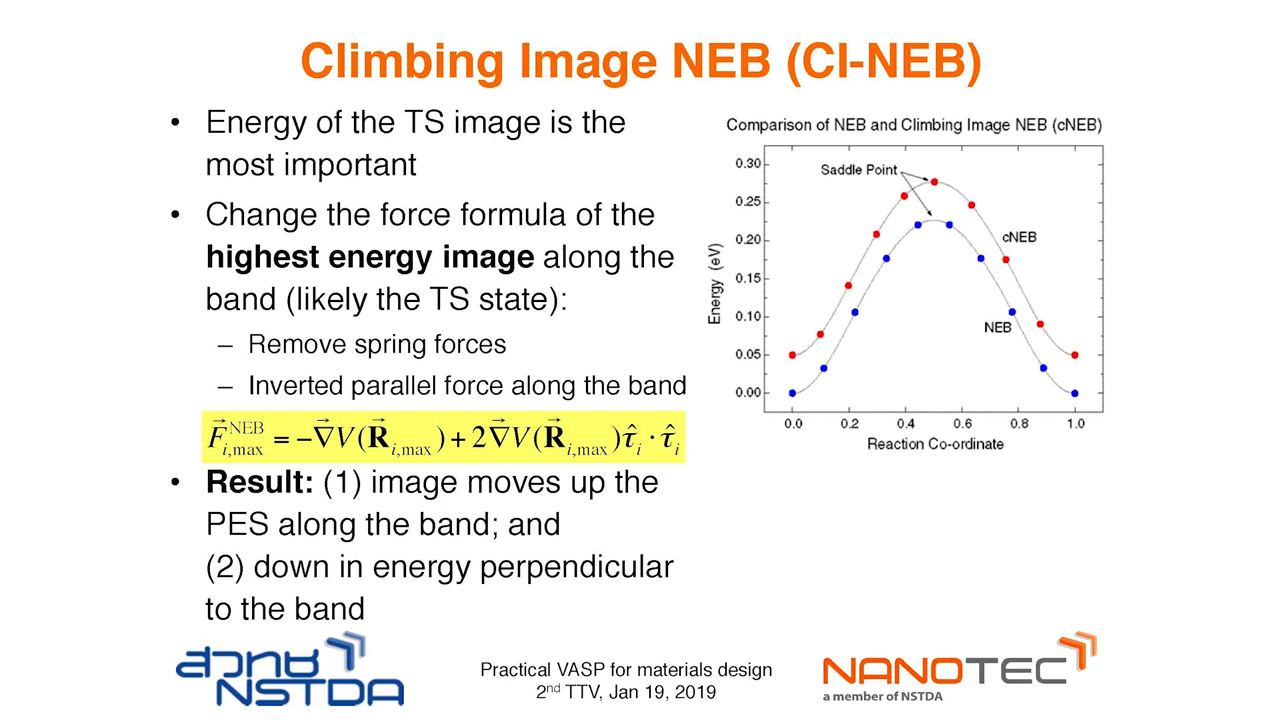 Climbing Image NEB (CI-NEB)
• Energy of the TS image is the
most important
• Change the force formula of the
highest energy image along the
band (likely the TS state):
– Remove spring forces
– Inverted parallel force along the band
F⃗ᵢ,ₘₐₓ^NEB = −∇⃗V(R⃗ᵢ,ₘₐₓ) + 2∇⃗V(R⃗ᵢ,ₘₐₓ)τ̂ᵢ · τ̂ᵢ
• Result: (1) image moves up the
PES along the band; and
(2) down in energy perpendicular
to the band
Comparison of NEB and Climbing Image NEB (cNEB)
Saddle Point
cNEB
NEB
Energy (eV)
0.30
0.25
0.20
0.15
0.10
0.05
0.00
0.0 0.2 0.4 0.6 0.8 1.0
Reaction Co-ordinate
สวทช
NSTDA
Practical VASP for materials design
2nd TTV, Jan 19, 2019
NANOTEC
a member of NSTDA